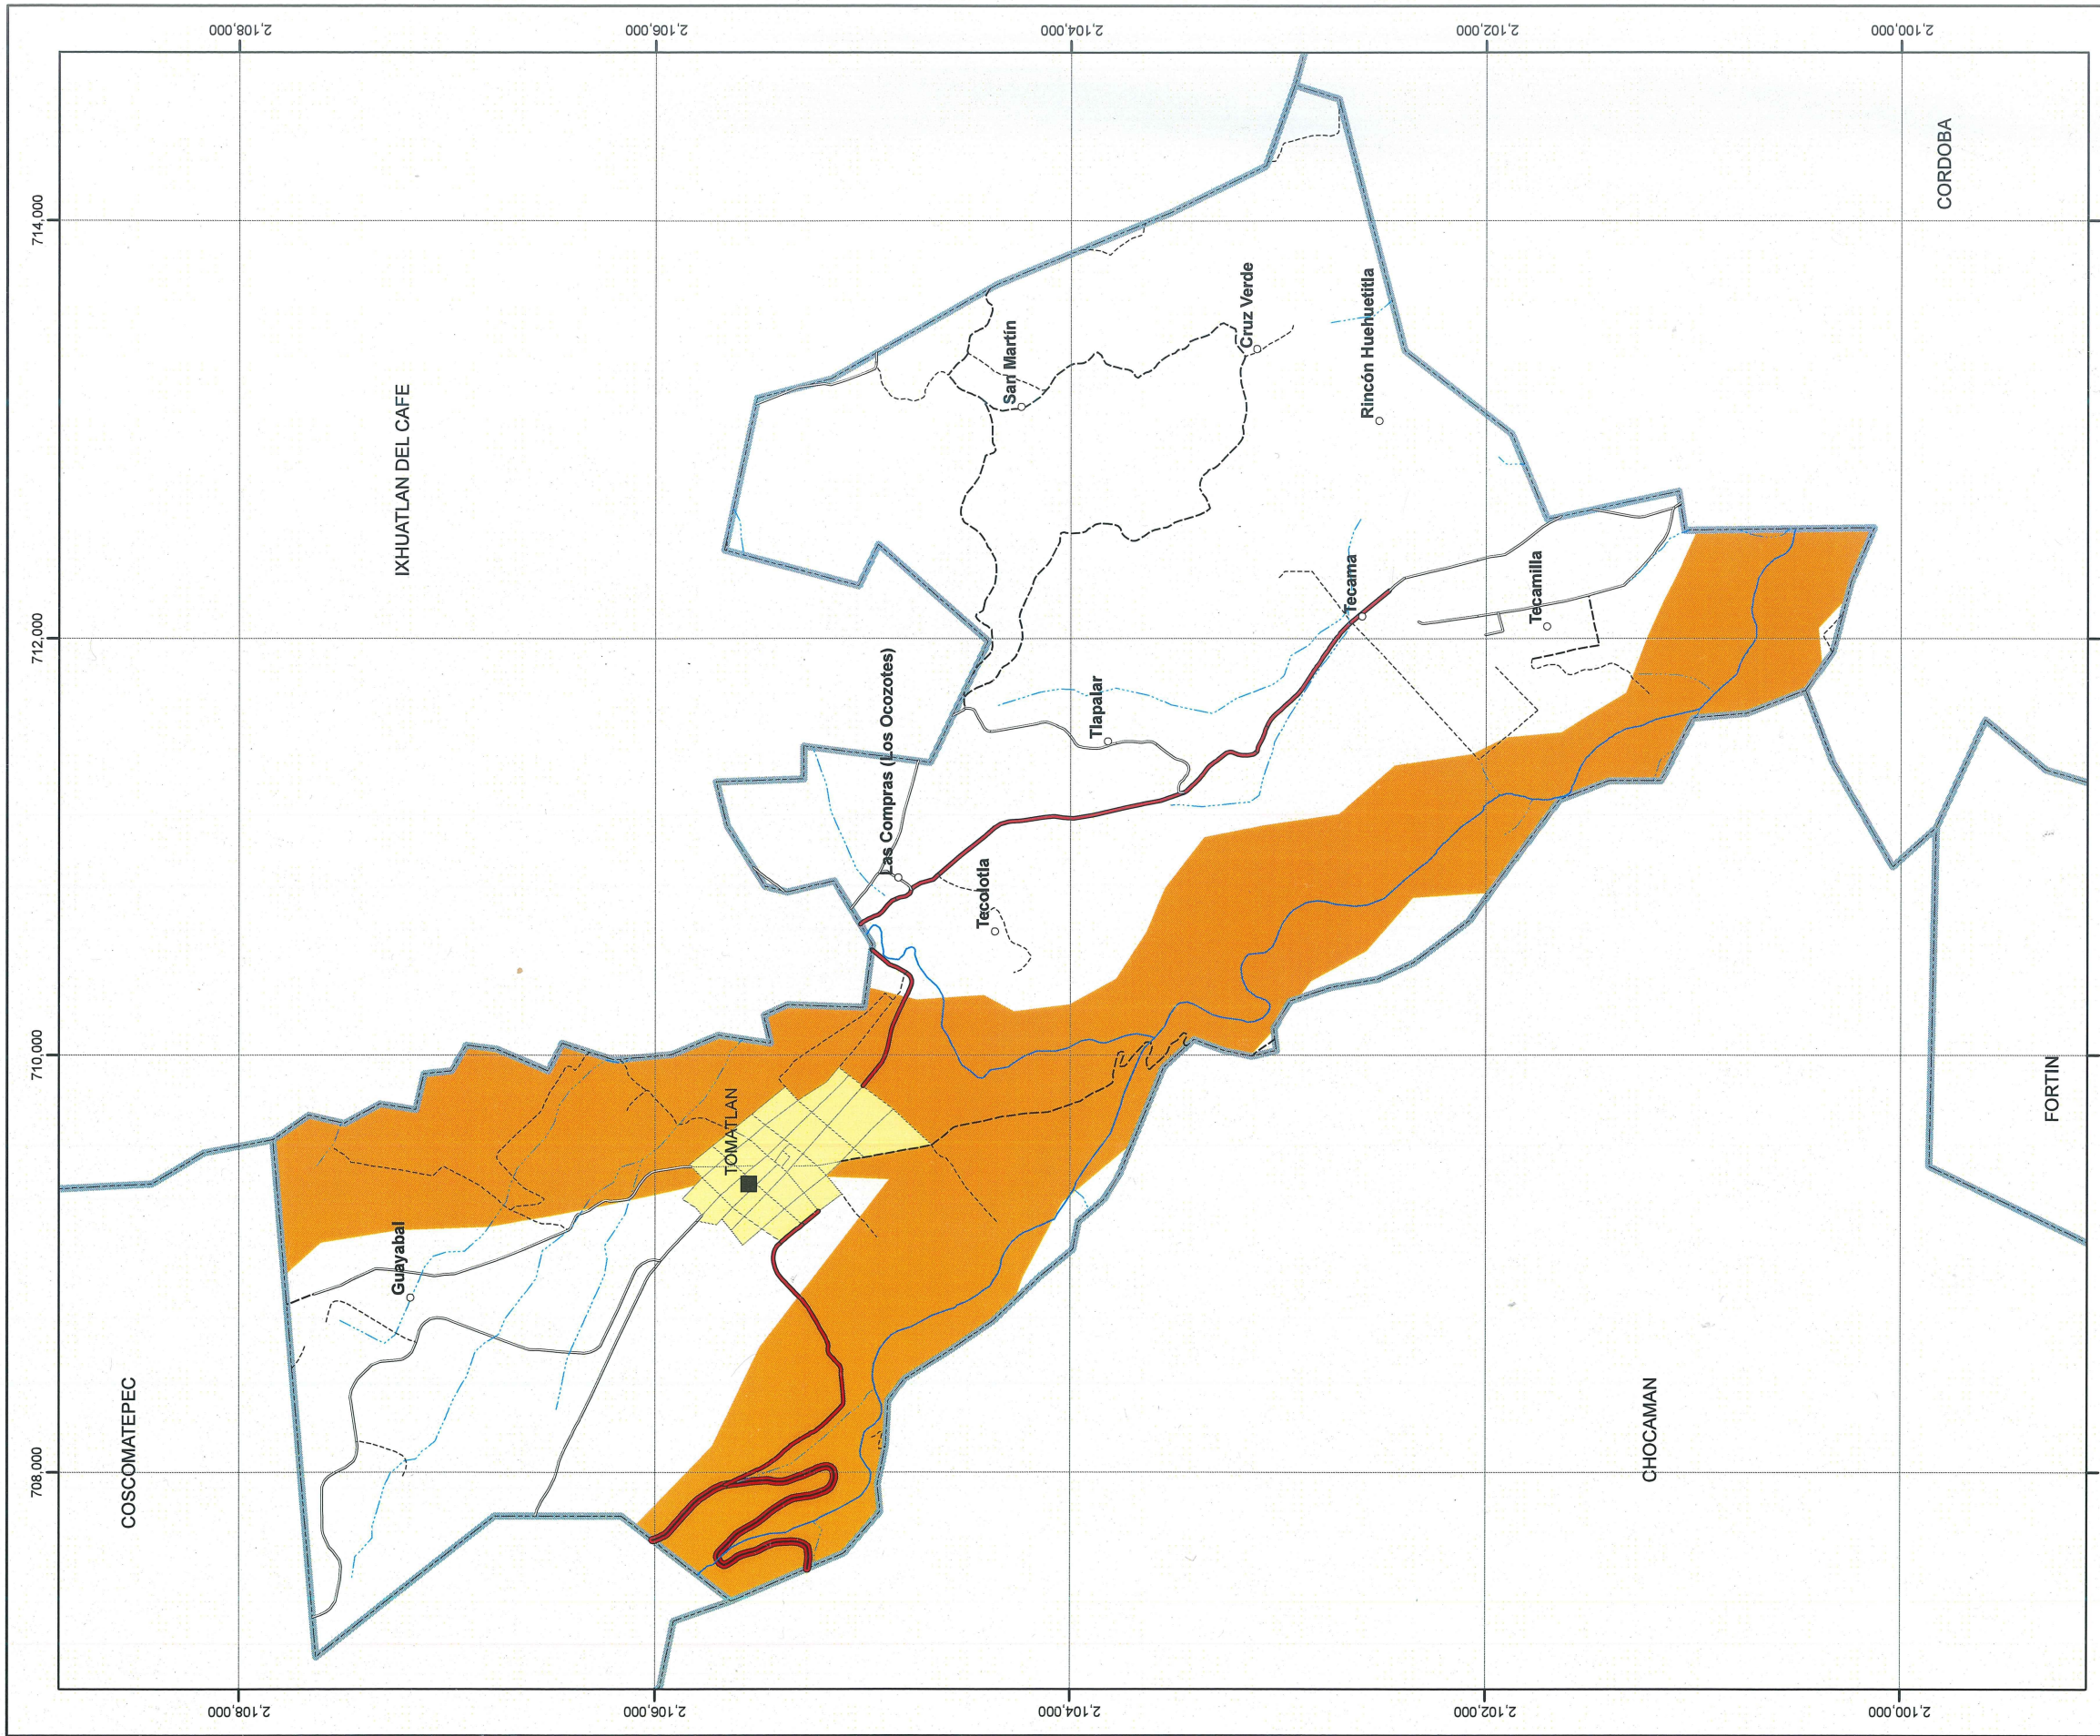 2,108,000
2,106,000
2,104,000
2,102,000
2,100,000
714,000
712,000
710,000
708,000
COSCOMATEPEC
IXHUATLAN DEL CAFE
CORDOBA
San Martín
Cruz Verde
Rincón Huehuetitla
Tecama
Tecamilla
Tlapalar
Las Compras (Los Ocozotes)
Tecolotla
TOMATLAN
Guayabal
CHOCAMAN
FORTIN
2,108,000
2,106,000
2,104,000
2,102,000
2,100,000